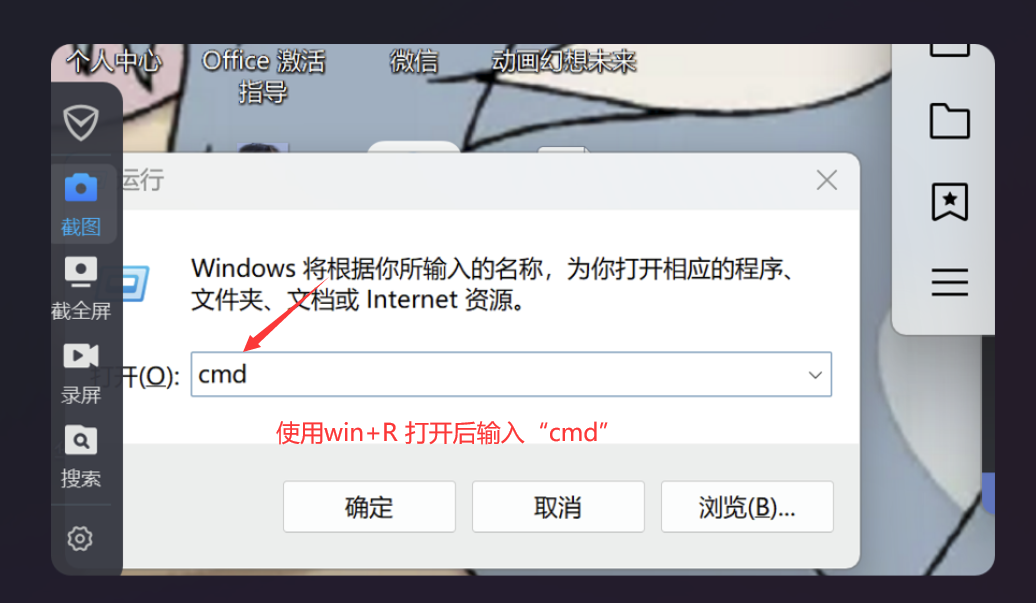 个人中心
Office 激活
指导
微信
动画幻想未来
运行
截图
截全屏
录屏
搜索
Windows 将根据你所输入的名称，为你打开相应的程序、
文件夹、文档或 Internet 资源。
打开(O):
cmd
使用win+R 打开后输入“cmd”
确定
取消
浏览(B)...